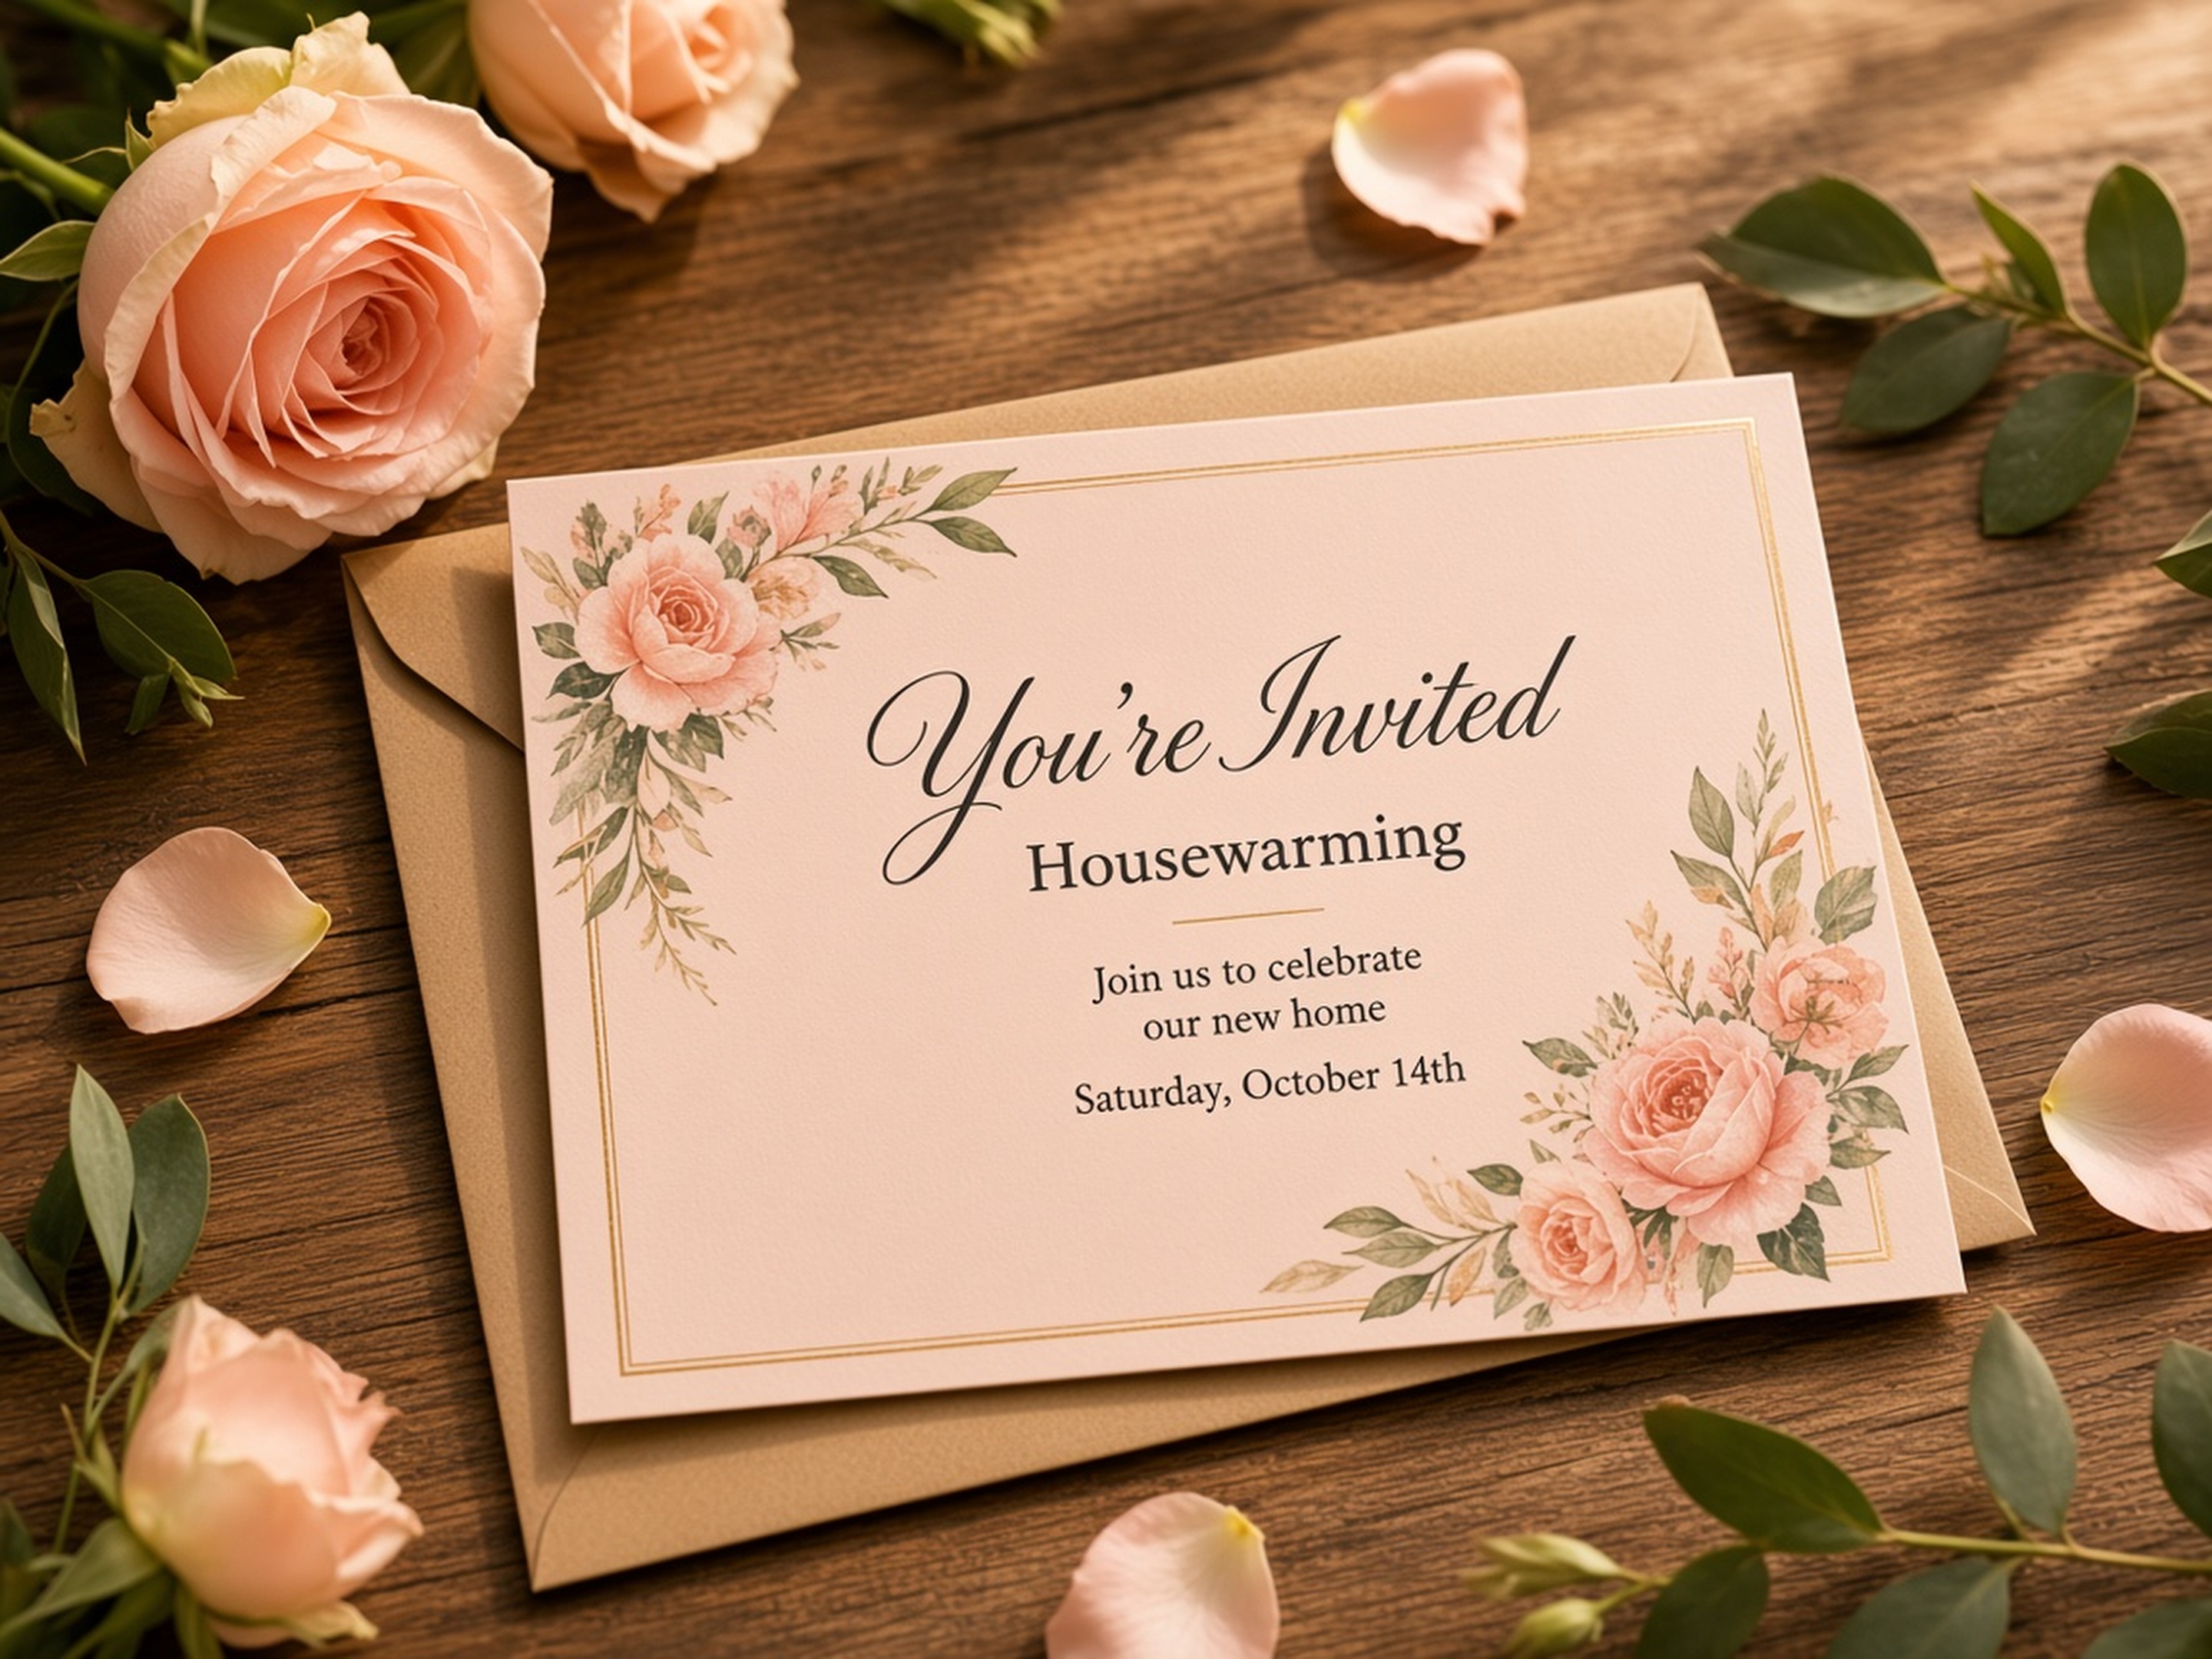 You're Invited
Housewarming
Join us to celebrate
our new home
Saturday, October 14th